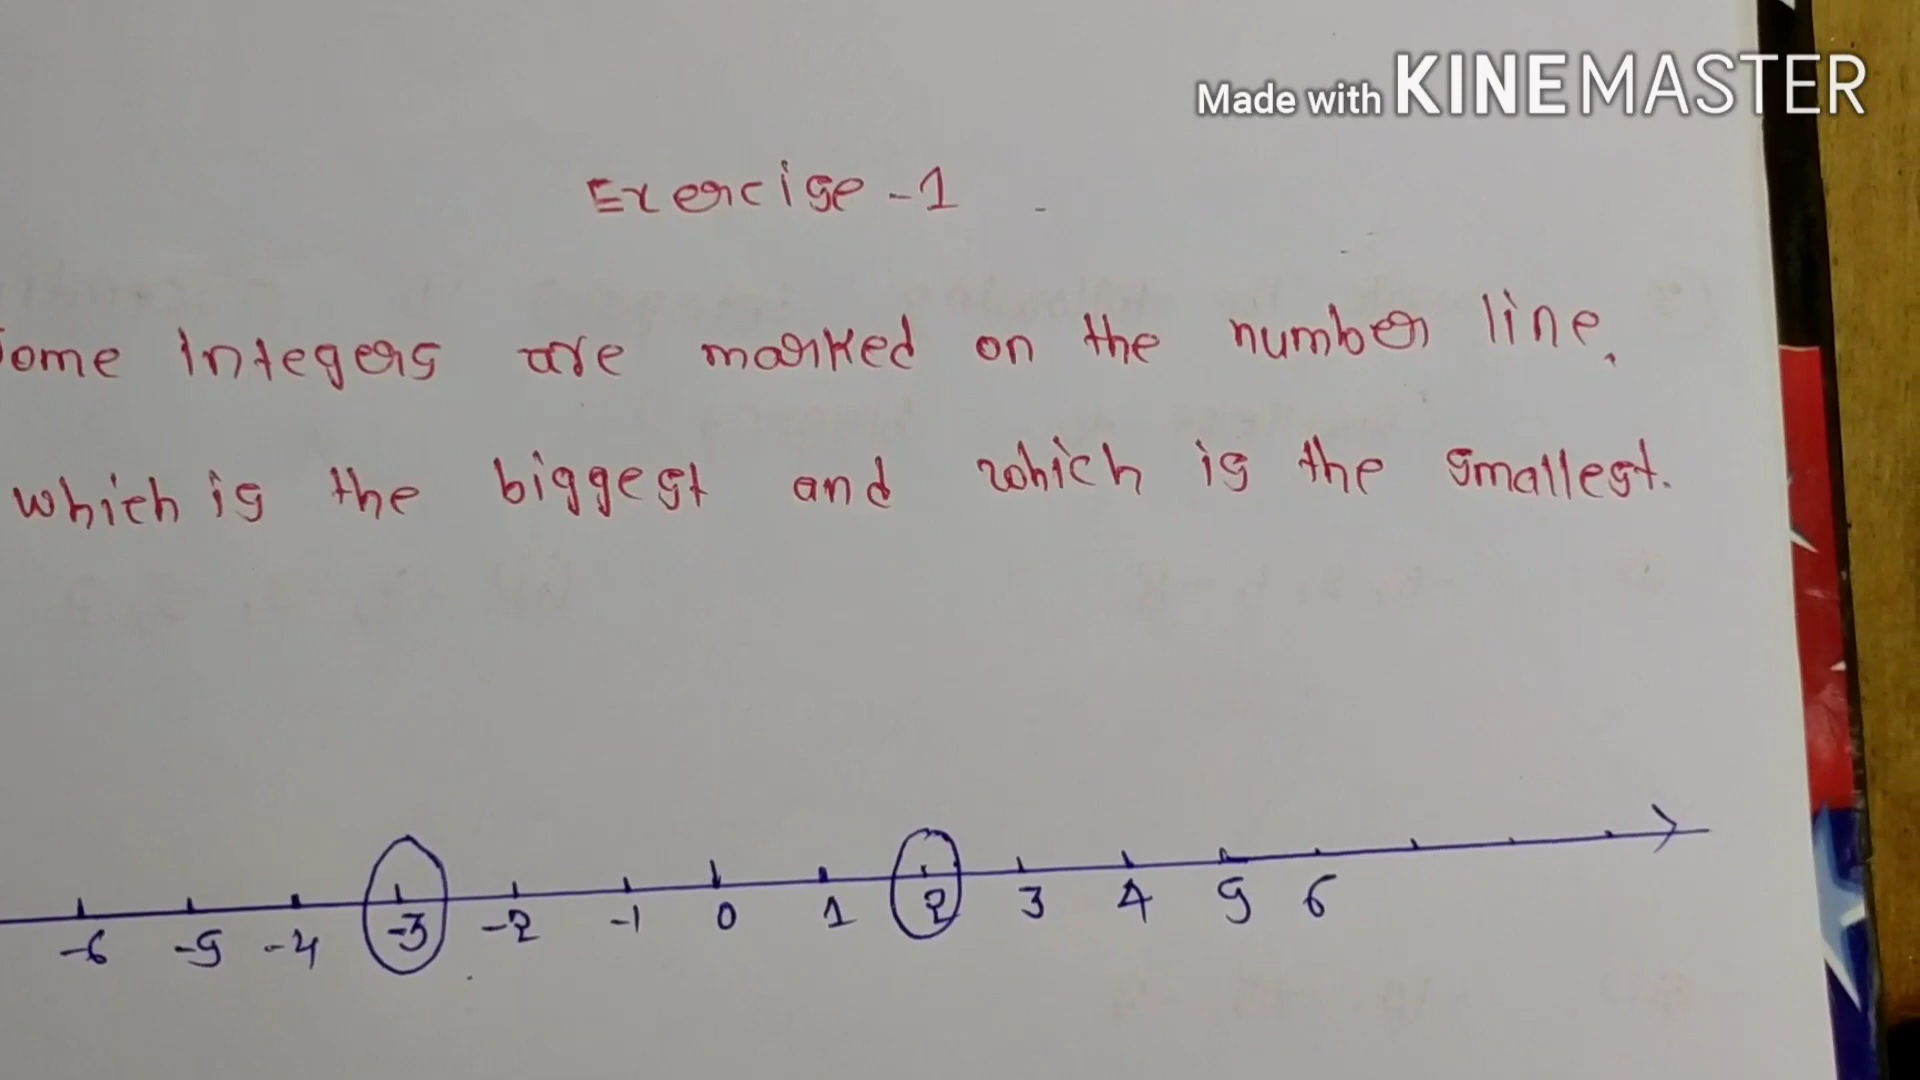 Made with KINEMASTER
Exercise -1
Some Integers are marked on the number line.
which is the biggest and which is the smallest.
-6 -5 -4 -3 -2 -1 0 1 2 3 4 5 6